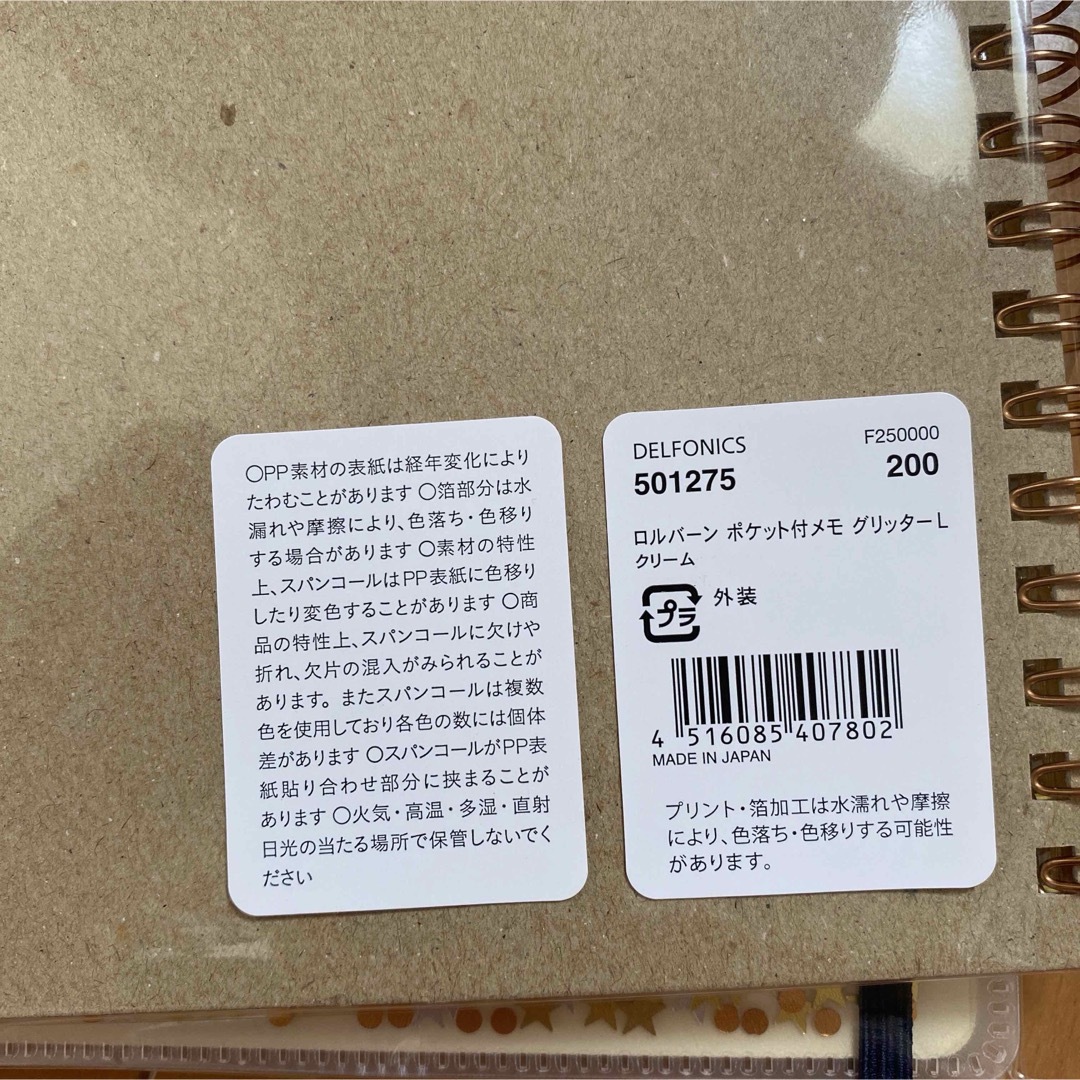 〇PP素材の表紙は経年変化により
たわむことがあります 〇箔部分は水
漏れや摩擦により、色落ち・色移り
する場合があります 〇素材の特性
上、スパンコールはPP表紙に色移り
したり変色することがあります 〇商
品の特性上、スパンコールに欠けや
折れ、欠片の混入がみられることが
あります。またスパンコールは複数
色を使用しており各色の数には個体
差があります 〇スパンコールがPP表
紙貼り合わせ部分に挟まることが
あります 〇火気・高温・多湿・直射
日光の当たる場所で保管しないでく
ださい
DELFONICS F250000
501275 200
ロルバーン ポケット付メモ グリッターL
クリーム
プラ 外装
4 516085 407802
MADE IN JAPAN
プリント・箔加工は水濡れや摩擦
により、色落ち・色移りする可能性
があります。